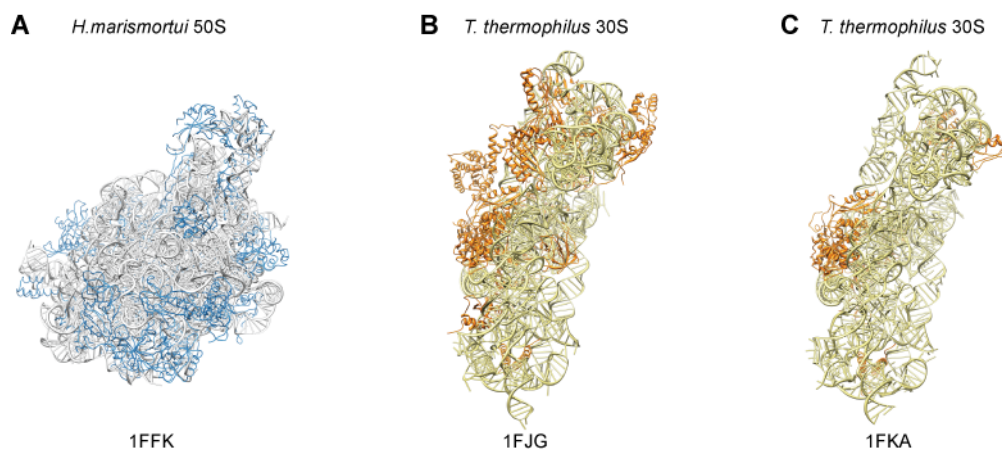 A H.marismortui 50S
B T. thermophilus 30S
C T. thermophilus 30S
1FFK
1FJG
1FKA